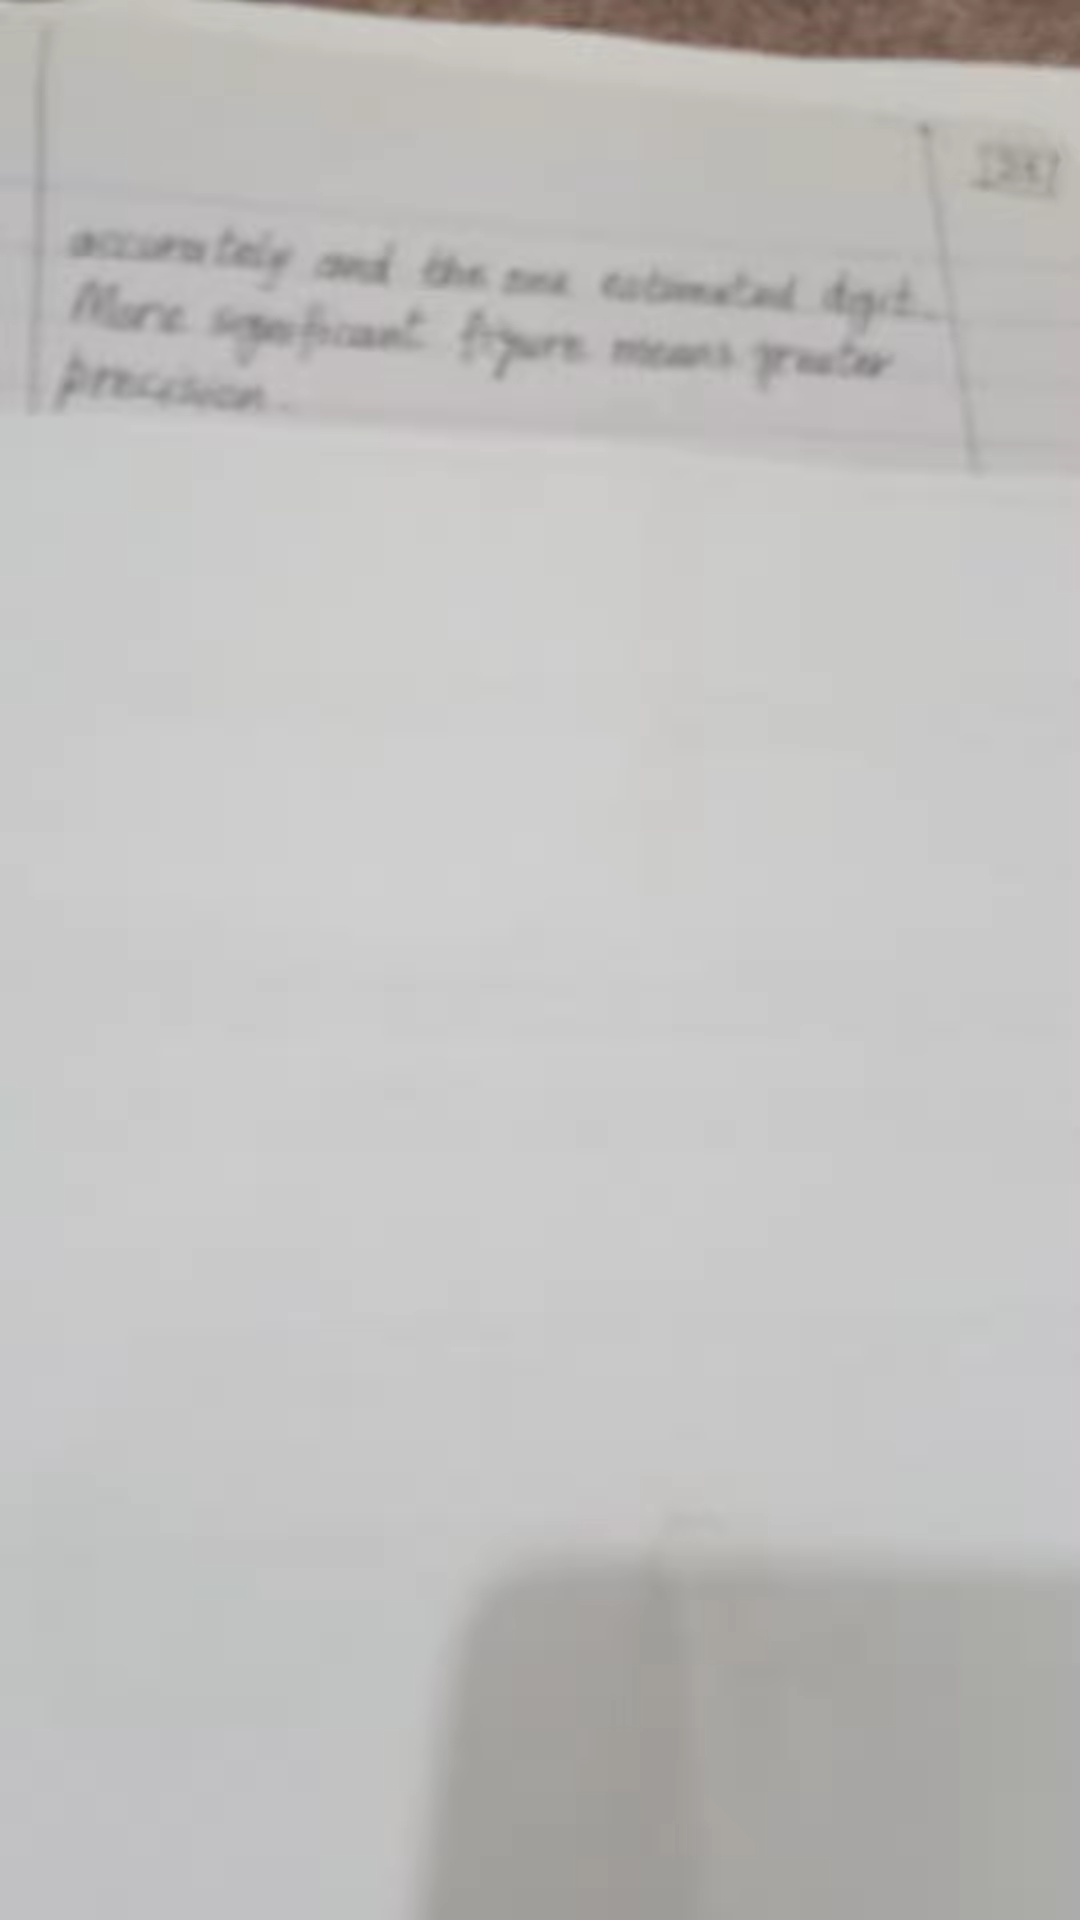 accurately and the one estimated digit.
More significant figure means greater
precision.